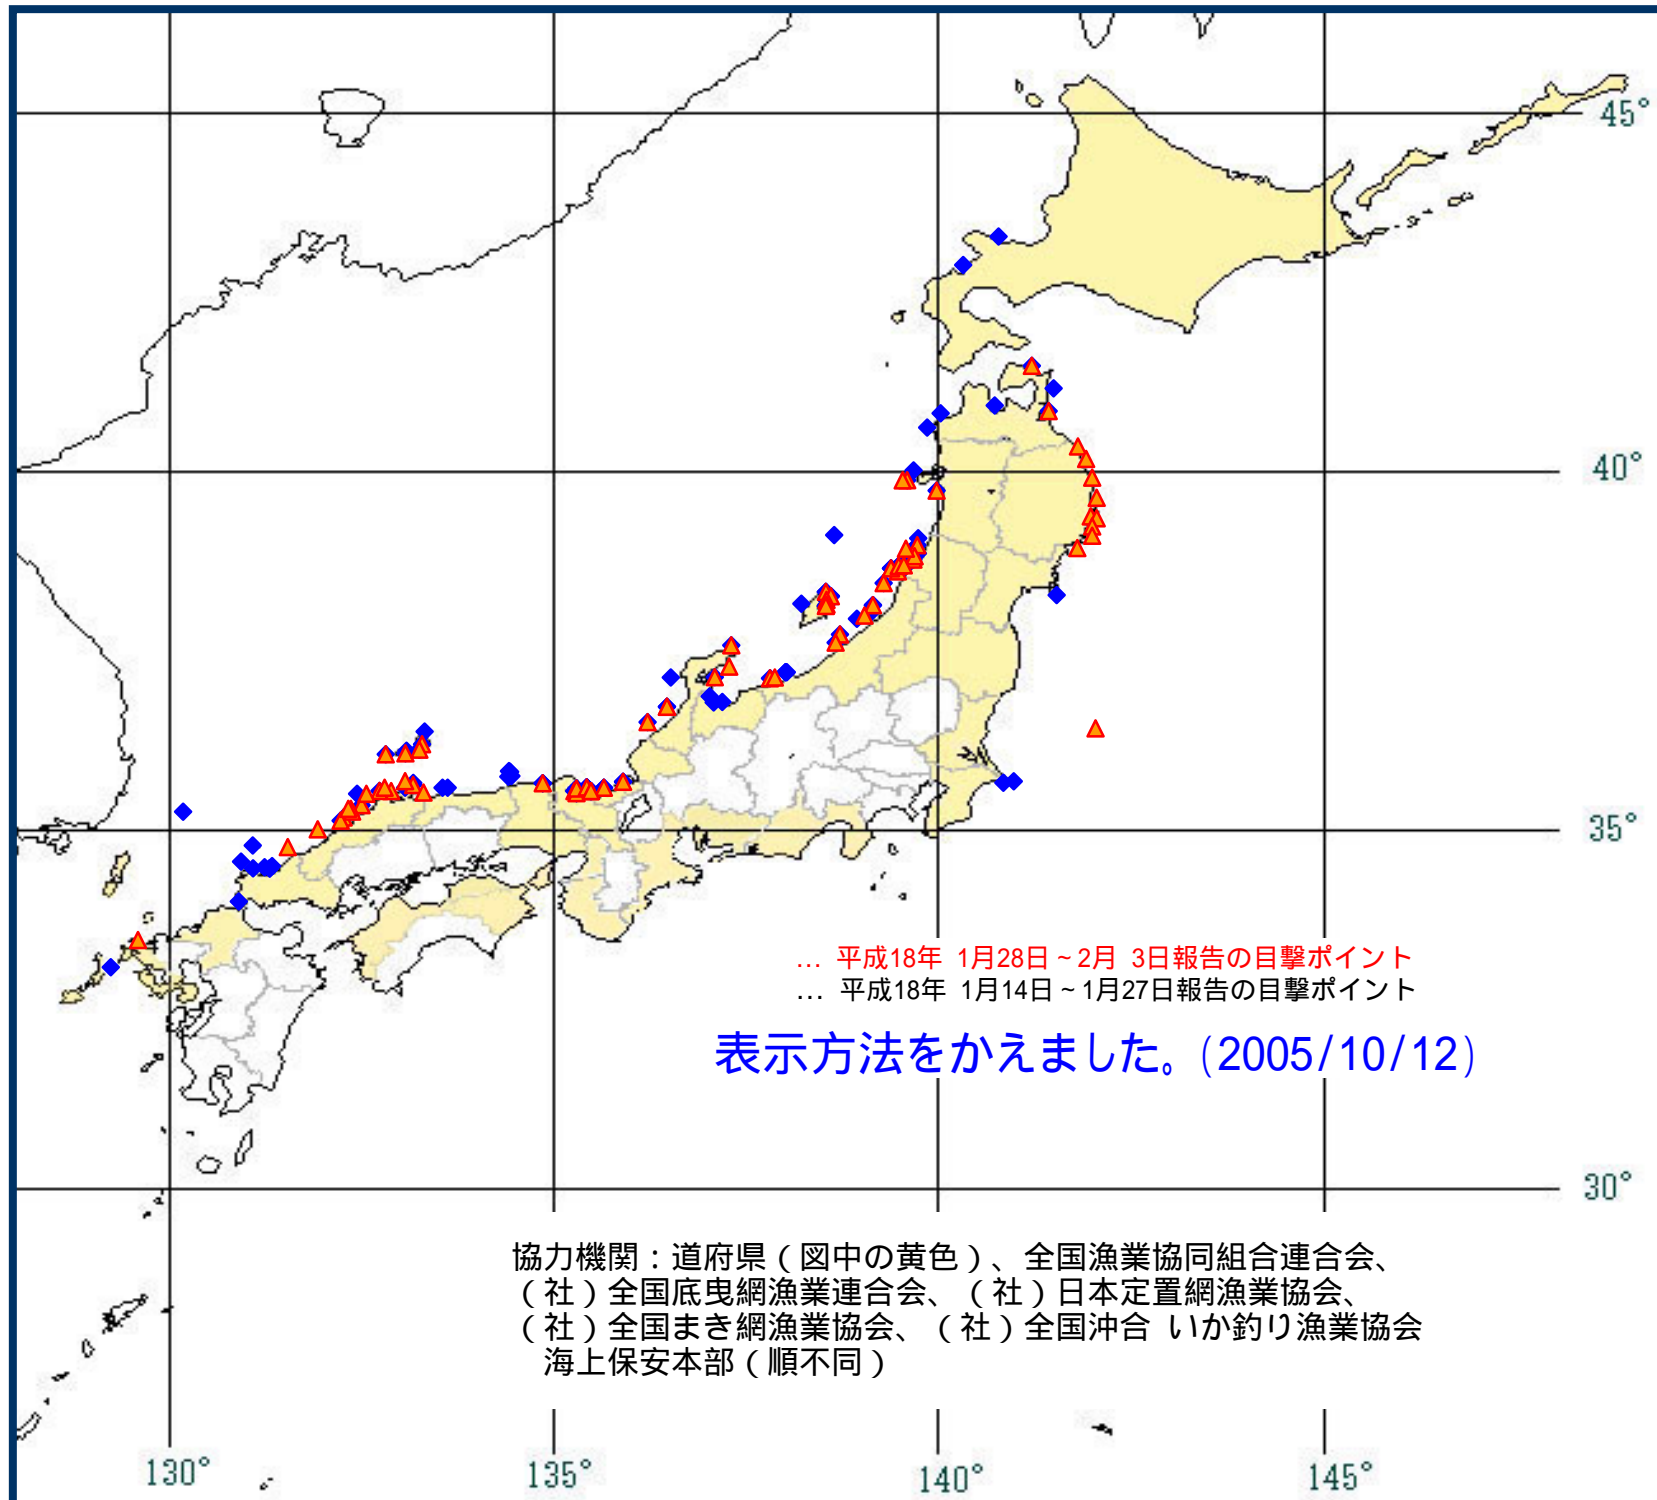 45°
40°
35°
… 平成18年 1月28日~2月 3日報告の目撃ポイント
… 平成18年 1月14日~1月27日報告の目撃ポイント
表示方法をかえました。(2005/10/12)
30°
協力機関:道府県(図中の黄色)、全国漁業協同組合連合会、
(社)全国底曳網漁業連合会、(社)日本定置網漁業協会、
(社)全国まき網漁業協会、(社)全国沖合 いか釣り漁業協会
海上保安本部(順不同)
130° 135° 140° 145°